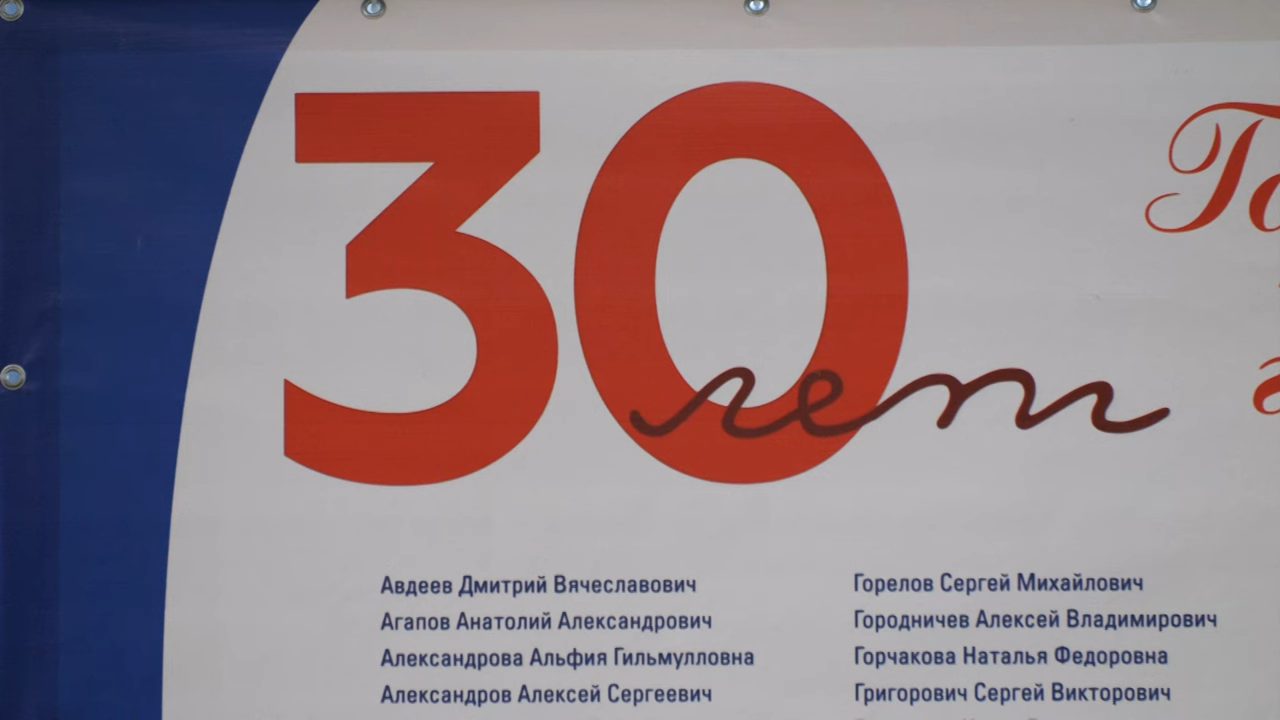 30 лет
Авдеев Дмитрий Вячеславович
Агапов Анатолий Александрович
Александрова Альфия Гильмулловна
Александров Алексей Сергеевич
Горелов Сергей Михайлович
Городничев Алексей Владимирович
Горчакова Наталья Федоровна
Григорович Сергей Викторович